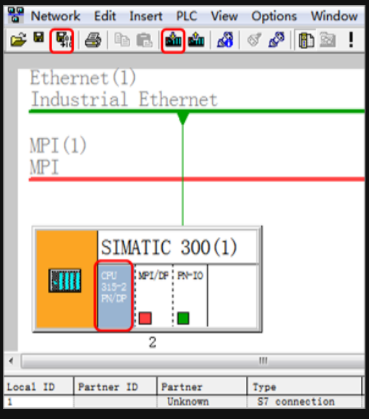 Network Edit Insert PLC View Options Window
Ethernet(1)
Industrial Ethernet
MPI(1)
MPI
SIMATIC 300(1)
CPU MPI/DP PN-IO
315-2
PN/DP
2
Local ID Partner ID Partner Type
1 Unknown S7 connection